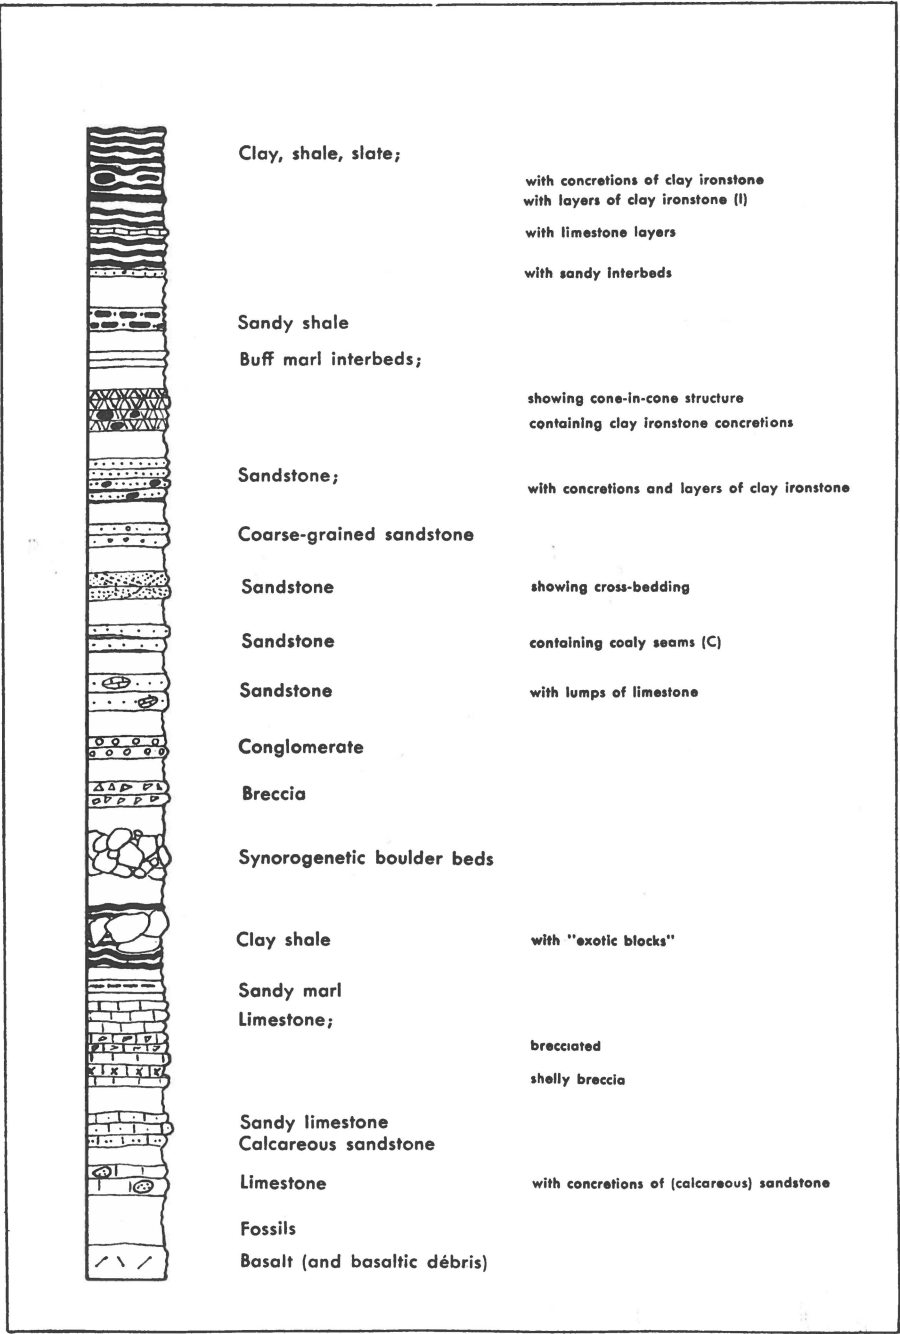 Clay, shale, slate;
with concretions of clay ironstone
with layers of clay ironstone (I)
with limestone layers
with sandy interbeds
Sandy shale
Buff marl interbeds;
showing cone-in-cone structure
containing clay ironstone concretions
Sandstone;
with concretions and layers of clay ironstone
Coarse-grained sandstone
Sandstone showing cross-bedding
Sandstone containing coaly seams (C)
Sandstone with lumps of limestone
Conglomerate
Breccia
Synorogenetic boulder beds
Clay shale with "exotic blocks"
Sandy marl
Limestone;
brecciated
shelly breccia
Sandy limestone
Calcareous sandstone
Limestone with concretions of (calcareous) sandstone
Fossils
Basalt (and basaltic débris)